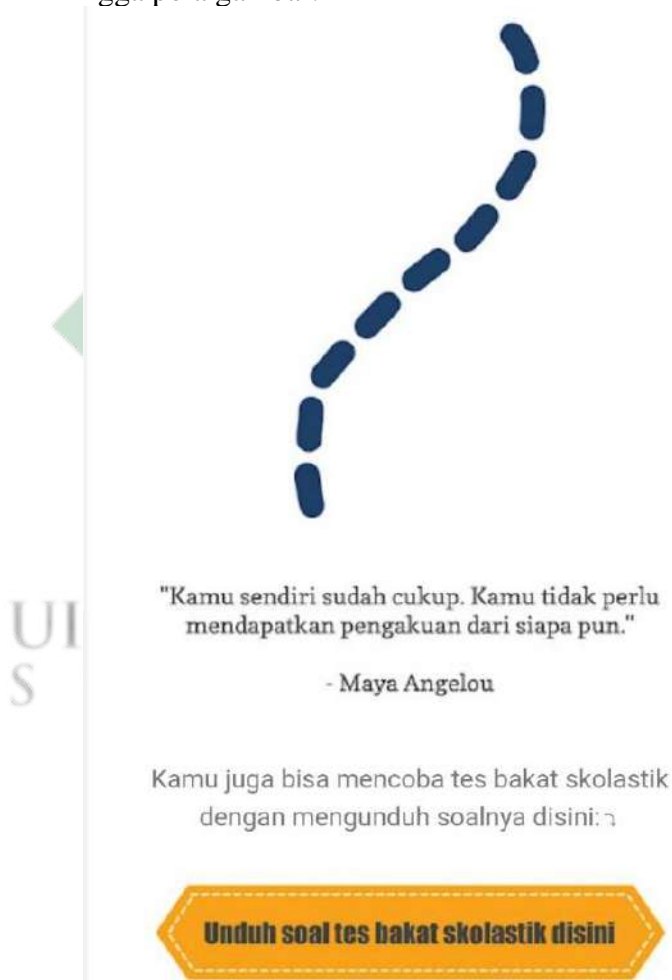 "Kamu sendiri sudah cukup. Kamu tidak perlu
mendapatkan pengakuan dari siapa pun."
- Maya Angelou
Kamu juga bisa mencoba tes bakat skolastik
dengan mengunduh soalnya disini:
Unduh soal tes bakat skolastik disini
UI
S